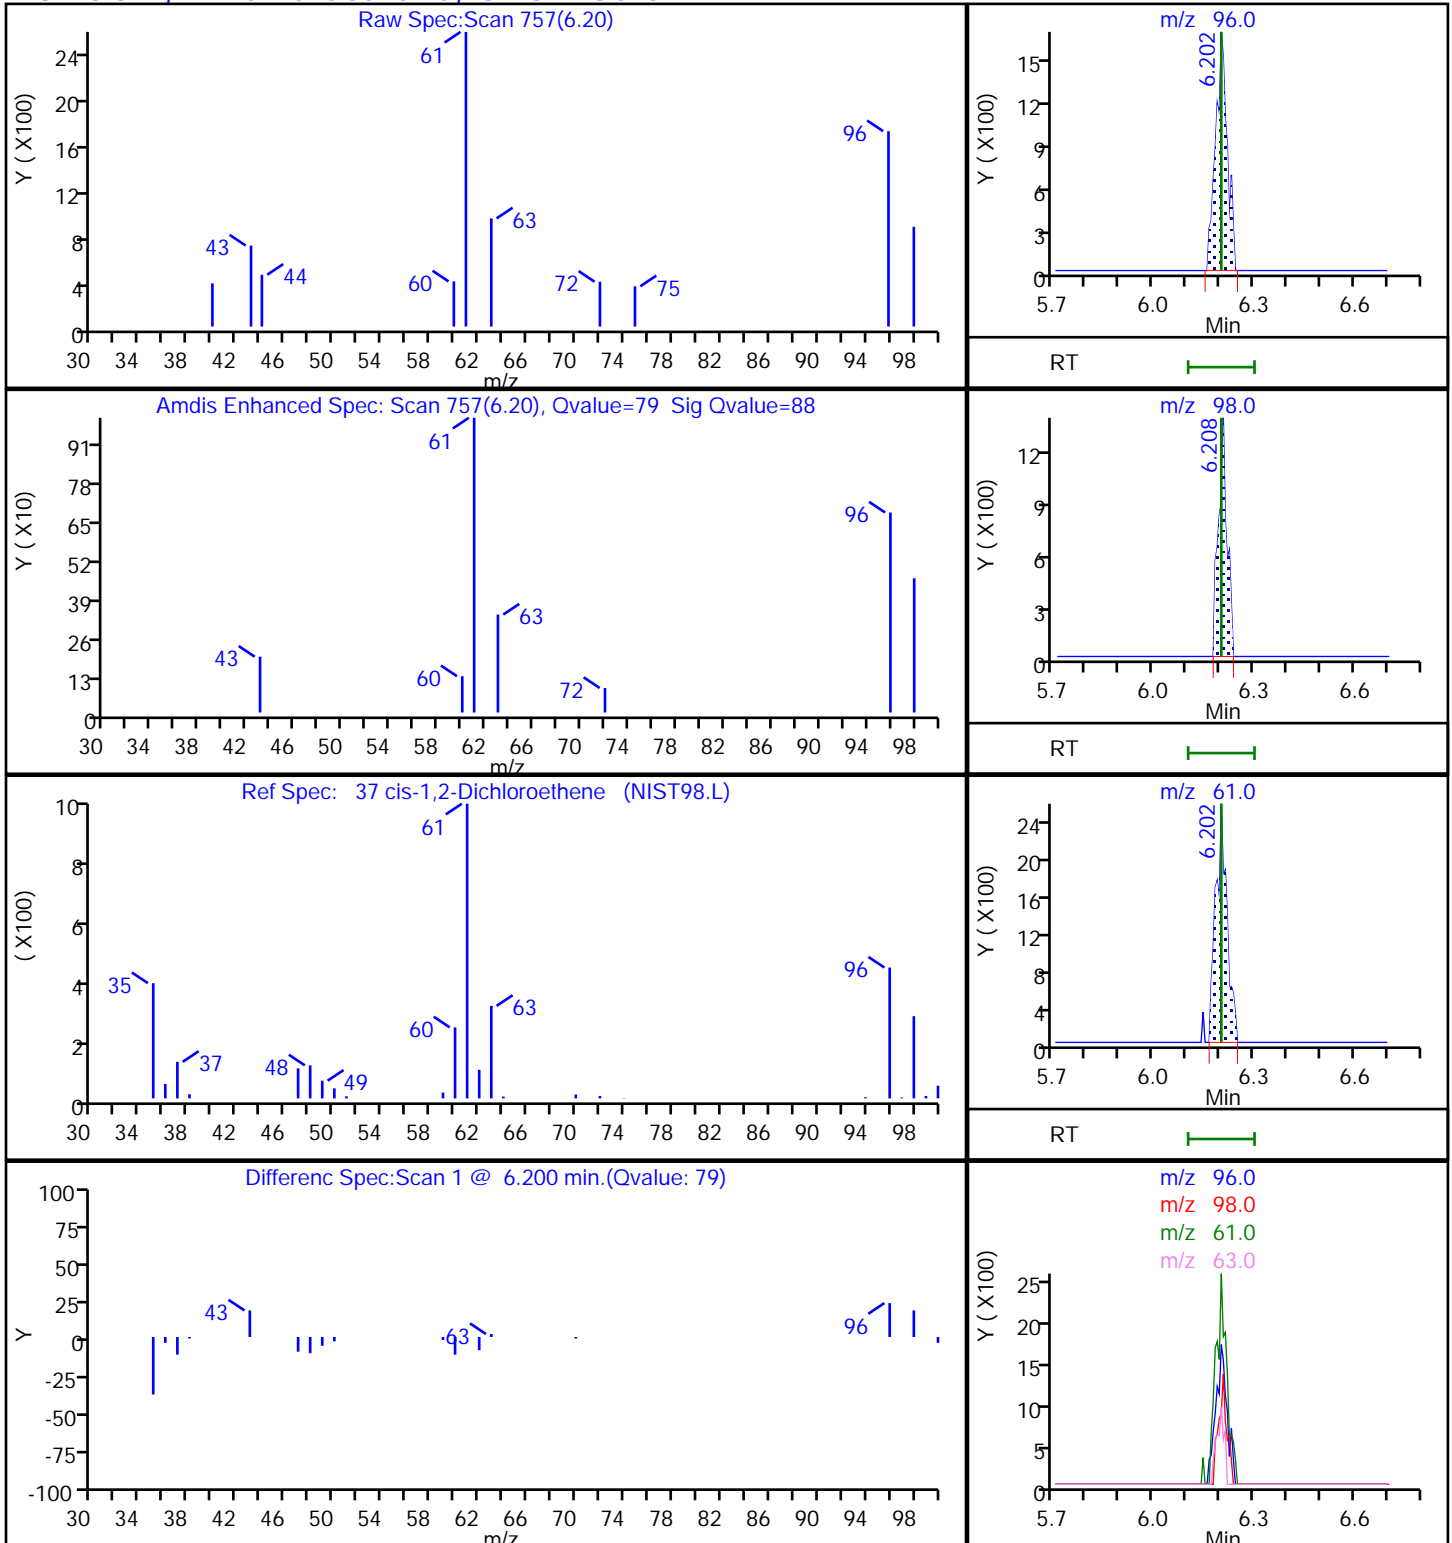 Raw Spec:Scan 757(6.20)
Y ( X100)
24
20
16
12
8
4
0
61
96
63
43
44
60
72
75
30 34 38 42 46 50 54 58 62 66 70 74 78 82 86 90 94 98
m/z
m/z 96.0
Y ( X100)
15
12
9
6
3
0
6.202
5.7 6.0 6.3 6.6
Min
RT
Amdis Enhanced Spec: Scan 757(6.20), Qvalue=79 Sig Qvalue=88
Y ( X10)
91
78
65
52
39
26
13
0
61
96
63
43
60
72
30 34 38 42 46 50 54 58 62 66 70 74 78 82 86 90 94 98
m/z
m/z 98.0
Y ( X100)
12
9
6
3
0
6.208
5.7 6.0 6.3 6.6
Min
RT
Ref Spec: 37 cis-1,2-Dichloroethene (NIST98.L)
( X100)
10
8
6
4
2
0
61
35
96
60
63
37
48
49
30 34 38 42 46 50 54 58 62 66 70 74 78 82 86 90 94 98
m/z 61.0
Y ( X100)
24
20
16
12
8
4
0
6.202
5.7 6.0 6.3 6.6
Min
RT
Differenc Spec:Scan 1 @ 6.200 min.(Qvalue: 79)
Y
100
75
50
25
0
-25
-50
-75
-100
43
63
96
30 34 38 42 46 50 54 58 62 66 70 74 78 82 86 90 94 98
m/z
m/z 96.0
m/z 98.0
m/z 61.0
m/z 63.0
Y ( X100)
25
20
15
10
5
0
5.7 6.0 6.3 6.6
Min